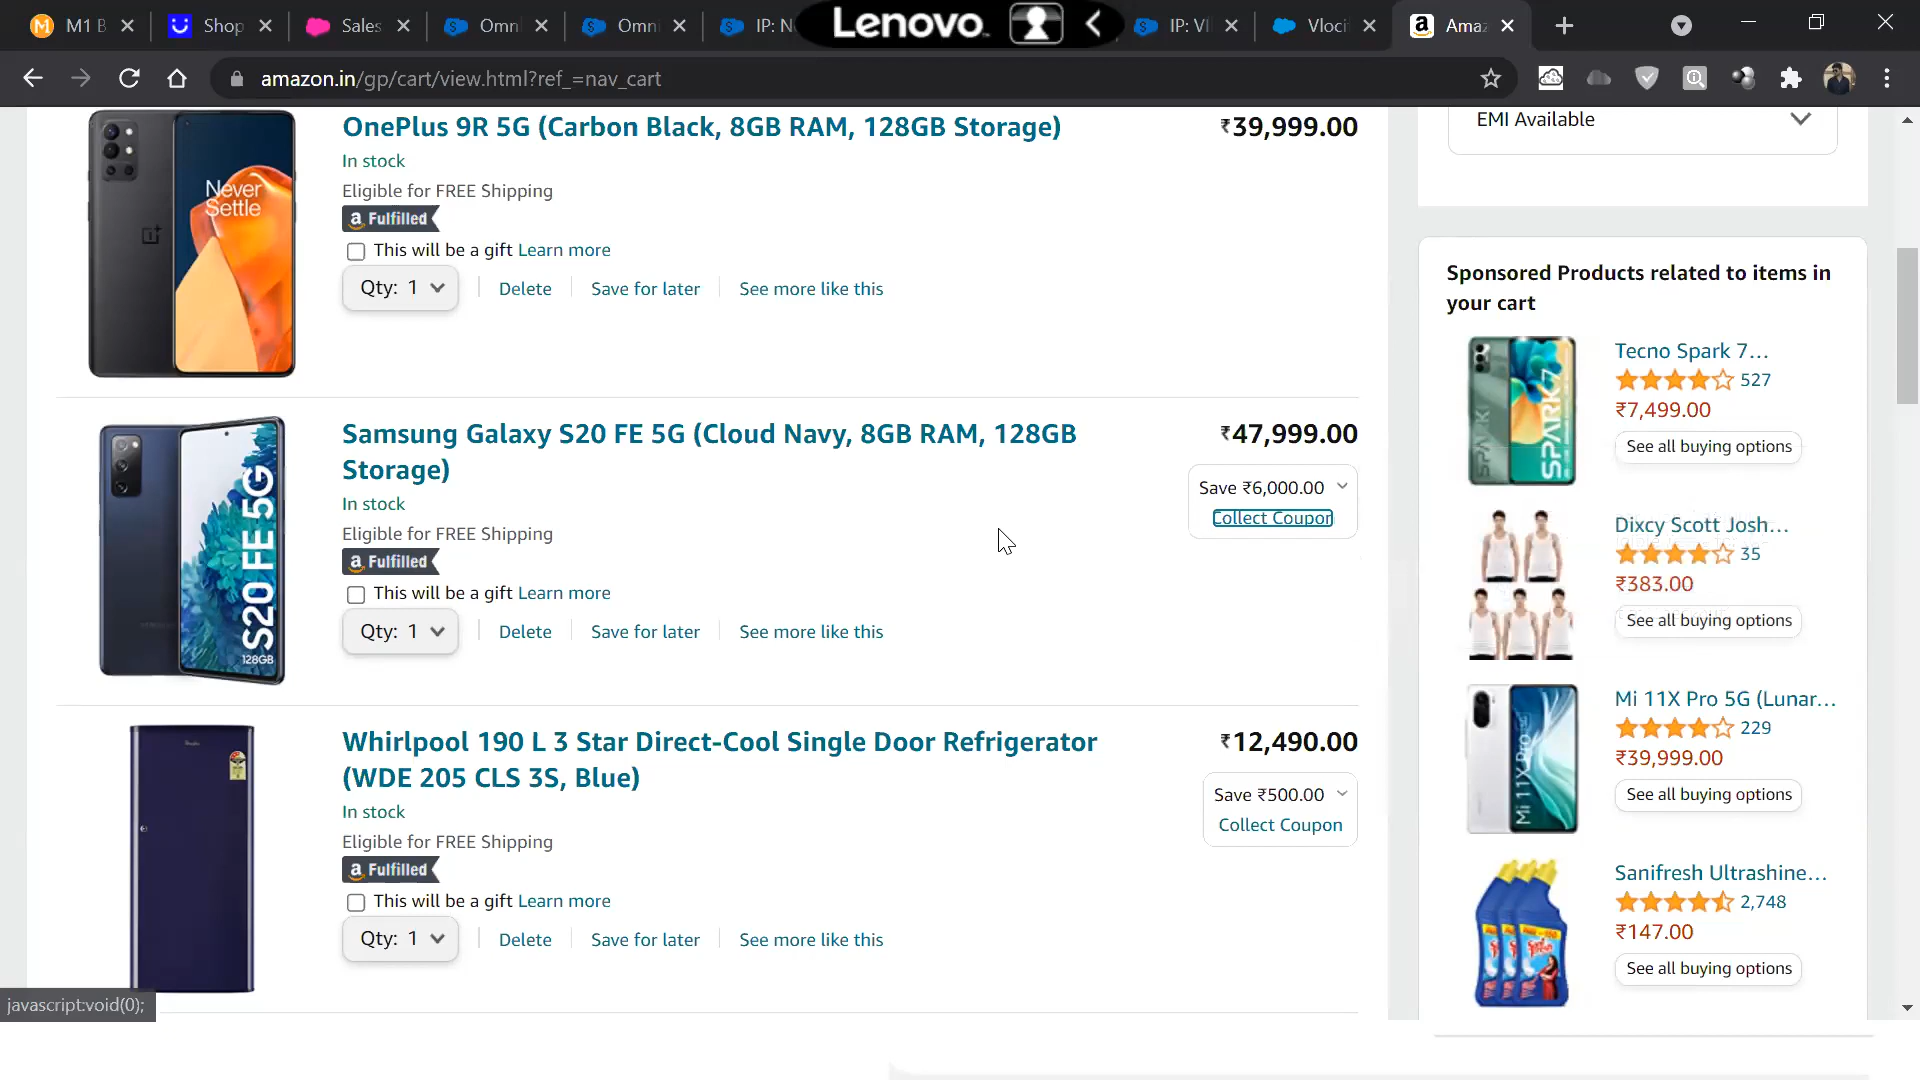 M1 B
Shop
Sales
Omni
Omni
IP: N
Lenovo
IP: VI
Vloci
Amaz
amazon.in/gp/cart/view.html?ref_=nav_cart
OnePlus 9R 5G (Carbon Black, 8GB RAM, 128GB Storage)
₹39,999.00
In stock
Eligible for FREE Shipping
a Fulfilled
This will be a gift Learn more
Qty: 1
Delete
Save for later
See more like this
Never
Settle
Samsung Galaxy S20 FE 5G (Cloud Navy, 8GB RAM, 128GB
Storage)
₹47,999.00
Save ₹6,000.00
Collect Coupon
In stock
Eligible for FREE Shipping
a Fulfilled
This will be a gift Learn more
Qty: 1
Delete
Save for later
See more like this
S20 FE 5G
128GB
Whirlpool 190 L 3 Star Direct-Cool Single Door Refrigerator
(WDE 205 CLS 3S, Blue)
₹12,490.00
Save ₹500.00
Collect Coupon
In stock
Eligible for FREE Shipping
a Fulfilled
This will be a gift Learn more
Qty: 1
Delete
Save for later
See more like this
javascript:void(0);
EMI Available
Sponsored Products related to items in
your cart
SPARK
SPARK7
Tecno Spark 7...
527
₹7,499.00
See all buying options
Dixcy Scott Josh...
35
₹383.00
See all buying options
Mi 11X Pro 5G
Mi 11X Pro 5G (Lunar...
229
₹39,999.00
See all buying options
Sanifresh Ultrashine...
2,748
₹147.00
See all buying options